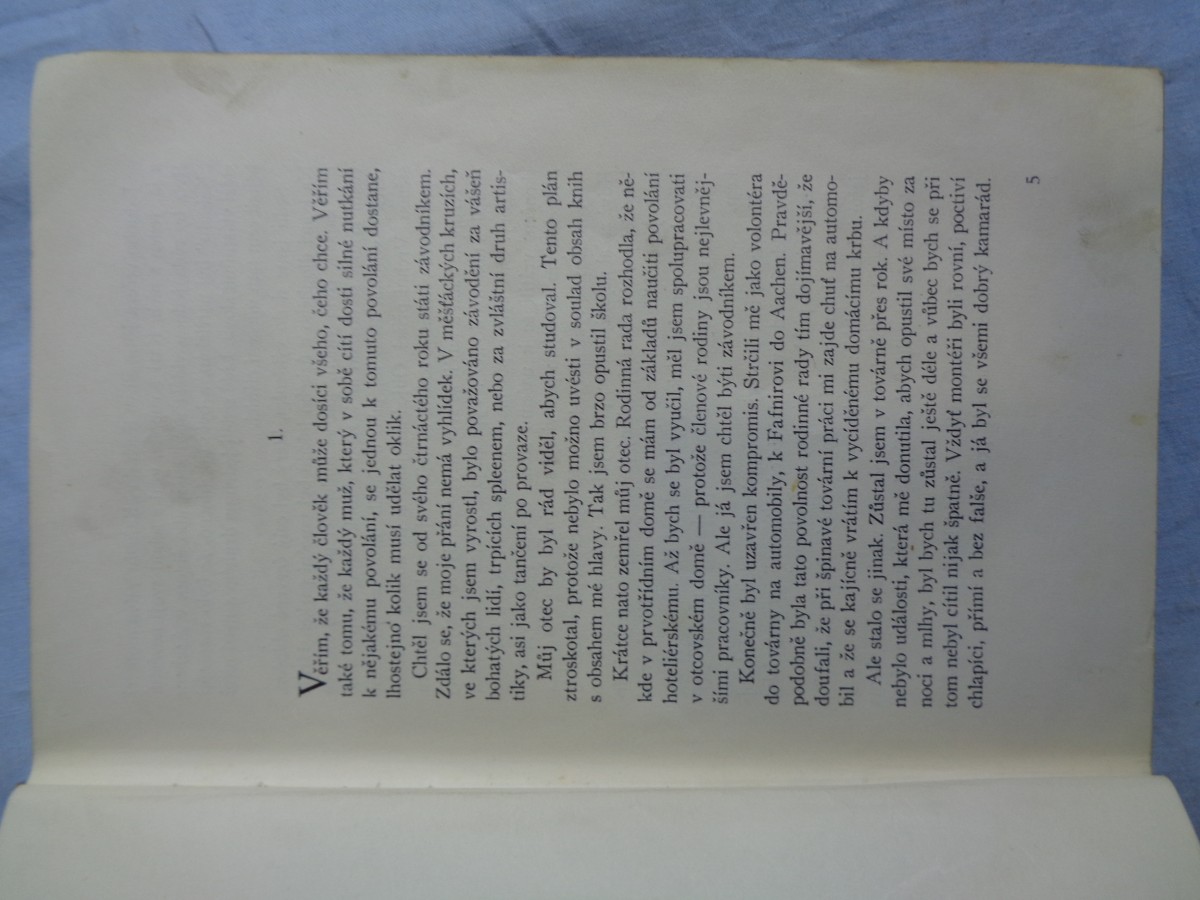 1.
Věřím, že každý člověk může dosíci všeho, čeho chce. Věřím
také tomu, že každý muž, který v sobě cítí dosti silné nutkání
k nějakému povolání, se jednou k tomuto povolání dostane,
lhostejno kolik musí udělat oklik.
Chtěl jsem se od svého čtrnáctého roku státi závodníkem.
Zdálo se, že moje přání nemá vyhlídek. V měšťáckých kruzích,
ve kterých jsem vyrostl, bylo považováno závodění za vášeň
bohatých lidí, trpících spleenem, nebo za zvláštní druh artis-
tiky, asi jako tančení po provaze.
Můj otec by byl rád viděl, abych studoval. Tento plán
ztroskotal, protože nebylo možno uvésti v soulad obsah knih
s obsahem mé hlavy. Tak jsem brzo opustil školu.
Krátce nato zemřel můj otec. Rodinná rada rozhodla, že ně-
kde v prvotřídním domě se mám od základů naučiti povolání
hoteliérskému. Až bych se byl vyučil, měl jsem spolupracovati
v otcovském domě — protože členové rodiny jsou nejlevněj-
šími pracovníky. Ale já jsem chtěl býti závodníkem.
Konečně byl uzavřen kompromis. Strčili mě jako volontéra
do továrny na automobily, k Fafnirovi do Aachen. Pravdě-
podobně byla tato povolnost rodinné rady tím dojímavější, že
doufali, že při špinavé tovární práci mi zajde chuť na automo-
bil a že se kajícně vrátím k vycíděnému domácímu krbu.
Ale stalo se jinak. Zůstal jsem v továrně přes rok. A kdyby
nebylo události, která mě donutila, abych opustil své místo za
noci a mlhy, byl bych tu zůstal ještě déle a vůbec bych se při
tom nebyl cítil nijak špatně. Vždyť montéři byli rovní, poctiví
chlapíci, přímí a bez falše, a já byl se všemi dobrý kamarád.
5